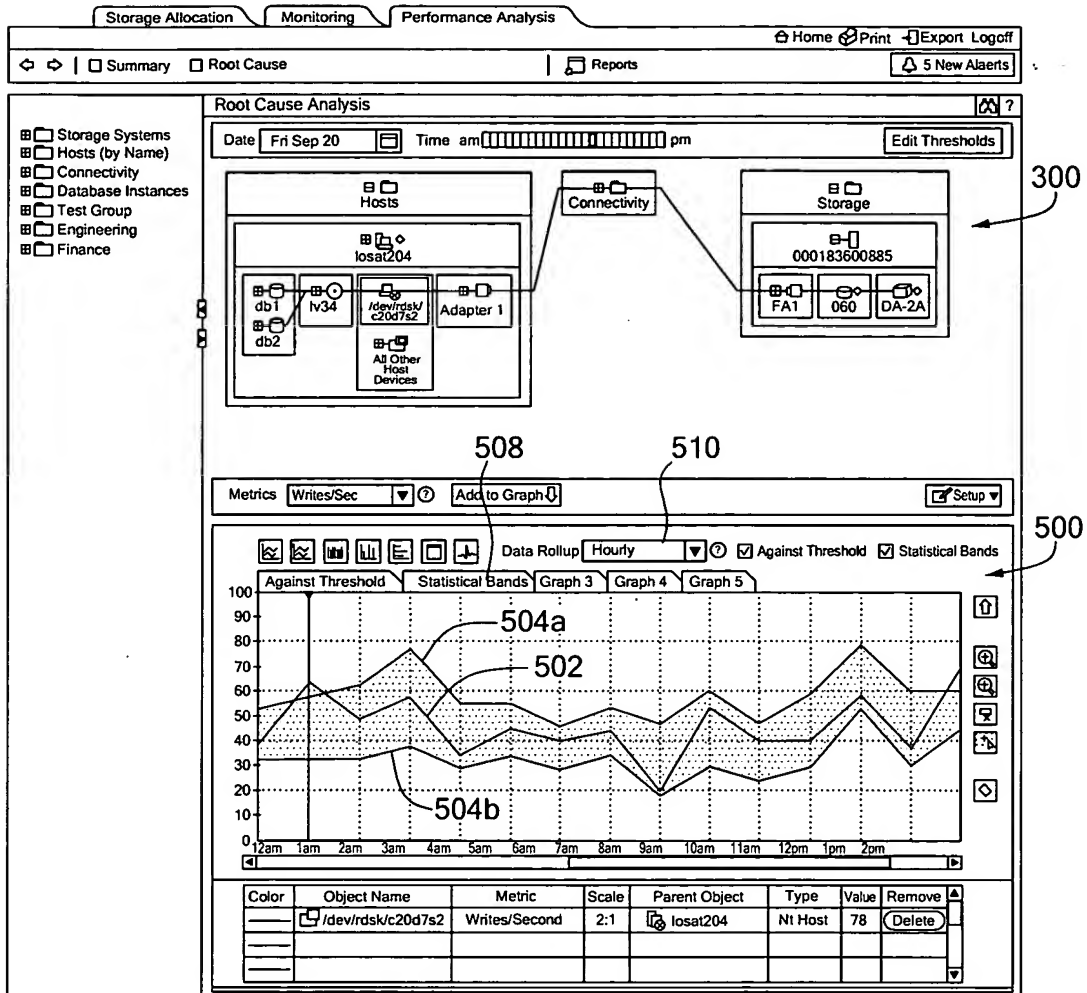 Storage Allocation Monitoring Performance Analysis
Home Print Export Logoff
Summary Root Cause Reports 5 New Alaerts
Root Cause Analysis ?
Storage Systems
Hosts (by Name)
Connectivity
Database Instances
Test Group
Engineering
Finance
Date Fri Sep 20 Time am pm Edit Thresholds
300
Hosts
Connectivity
Storage
losat204
000183600885
db1
db2
lv34
/dev/rdsk/
c20d7s2
Adapter 1
All Other
Host
Devices
FA1
060
DA-2A
508
510
Metrics Writes/Sec ? Add to Graph Setup
500
Data Rollup Hourly ? Against Threshold Statistical Bands
Against Threshold Statistical Bands Graph 3 Graph 4 Graph 5
100
90
80
70
60
50
40
30
20
10
0
504a
502
504b
12am 1am 2am 3am 4am 5am 6am 7am 8am 9am 10am 11am 12pm 1pm 2pm
Color Object Name Metric Scale Parent Object Type Value Remove
/dev/rdsk/c20d7s2 Writes/Second 2:1 losat204 Nt Host 78 Delete